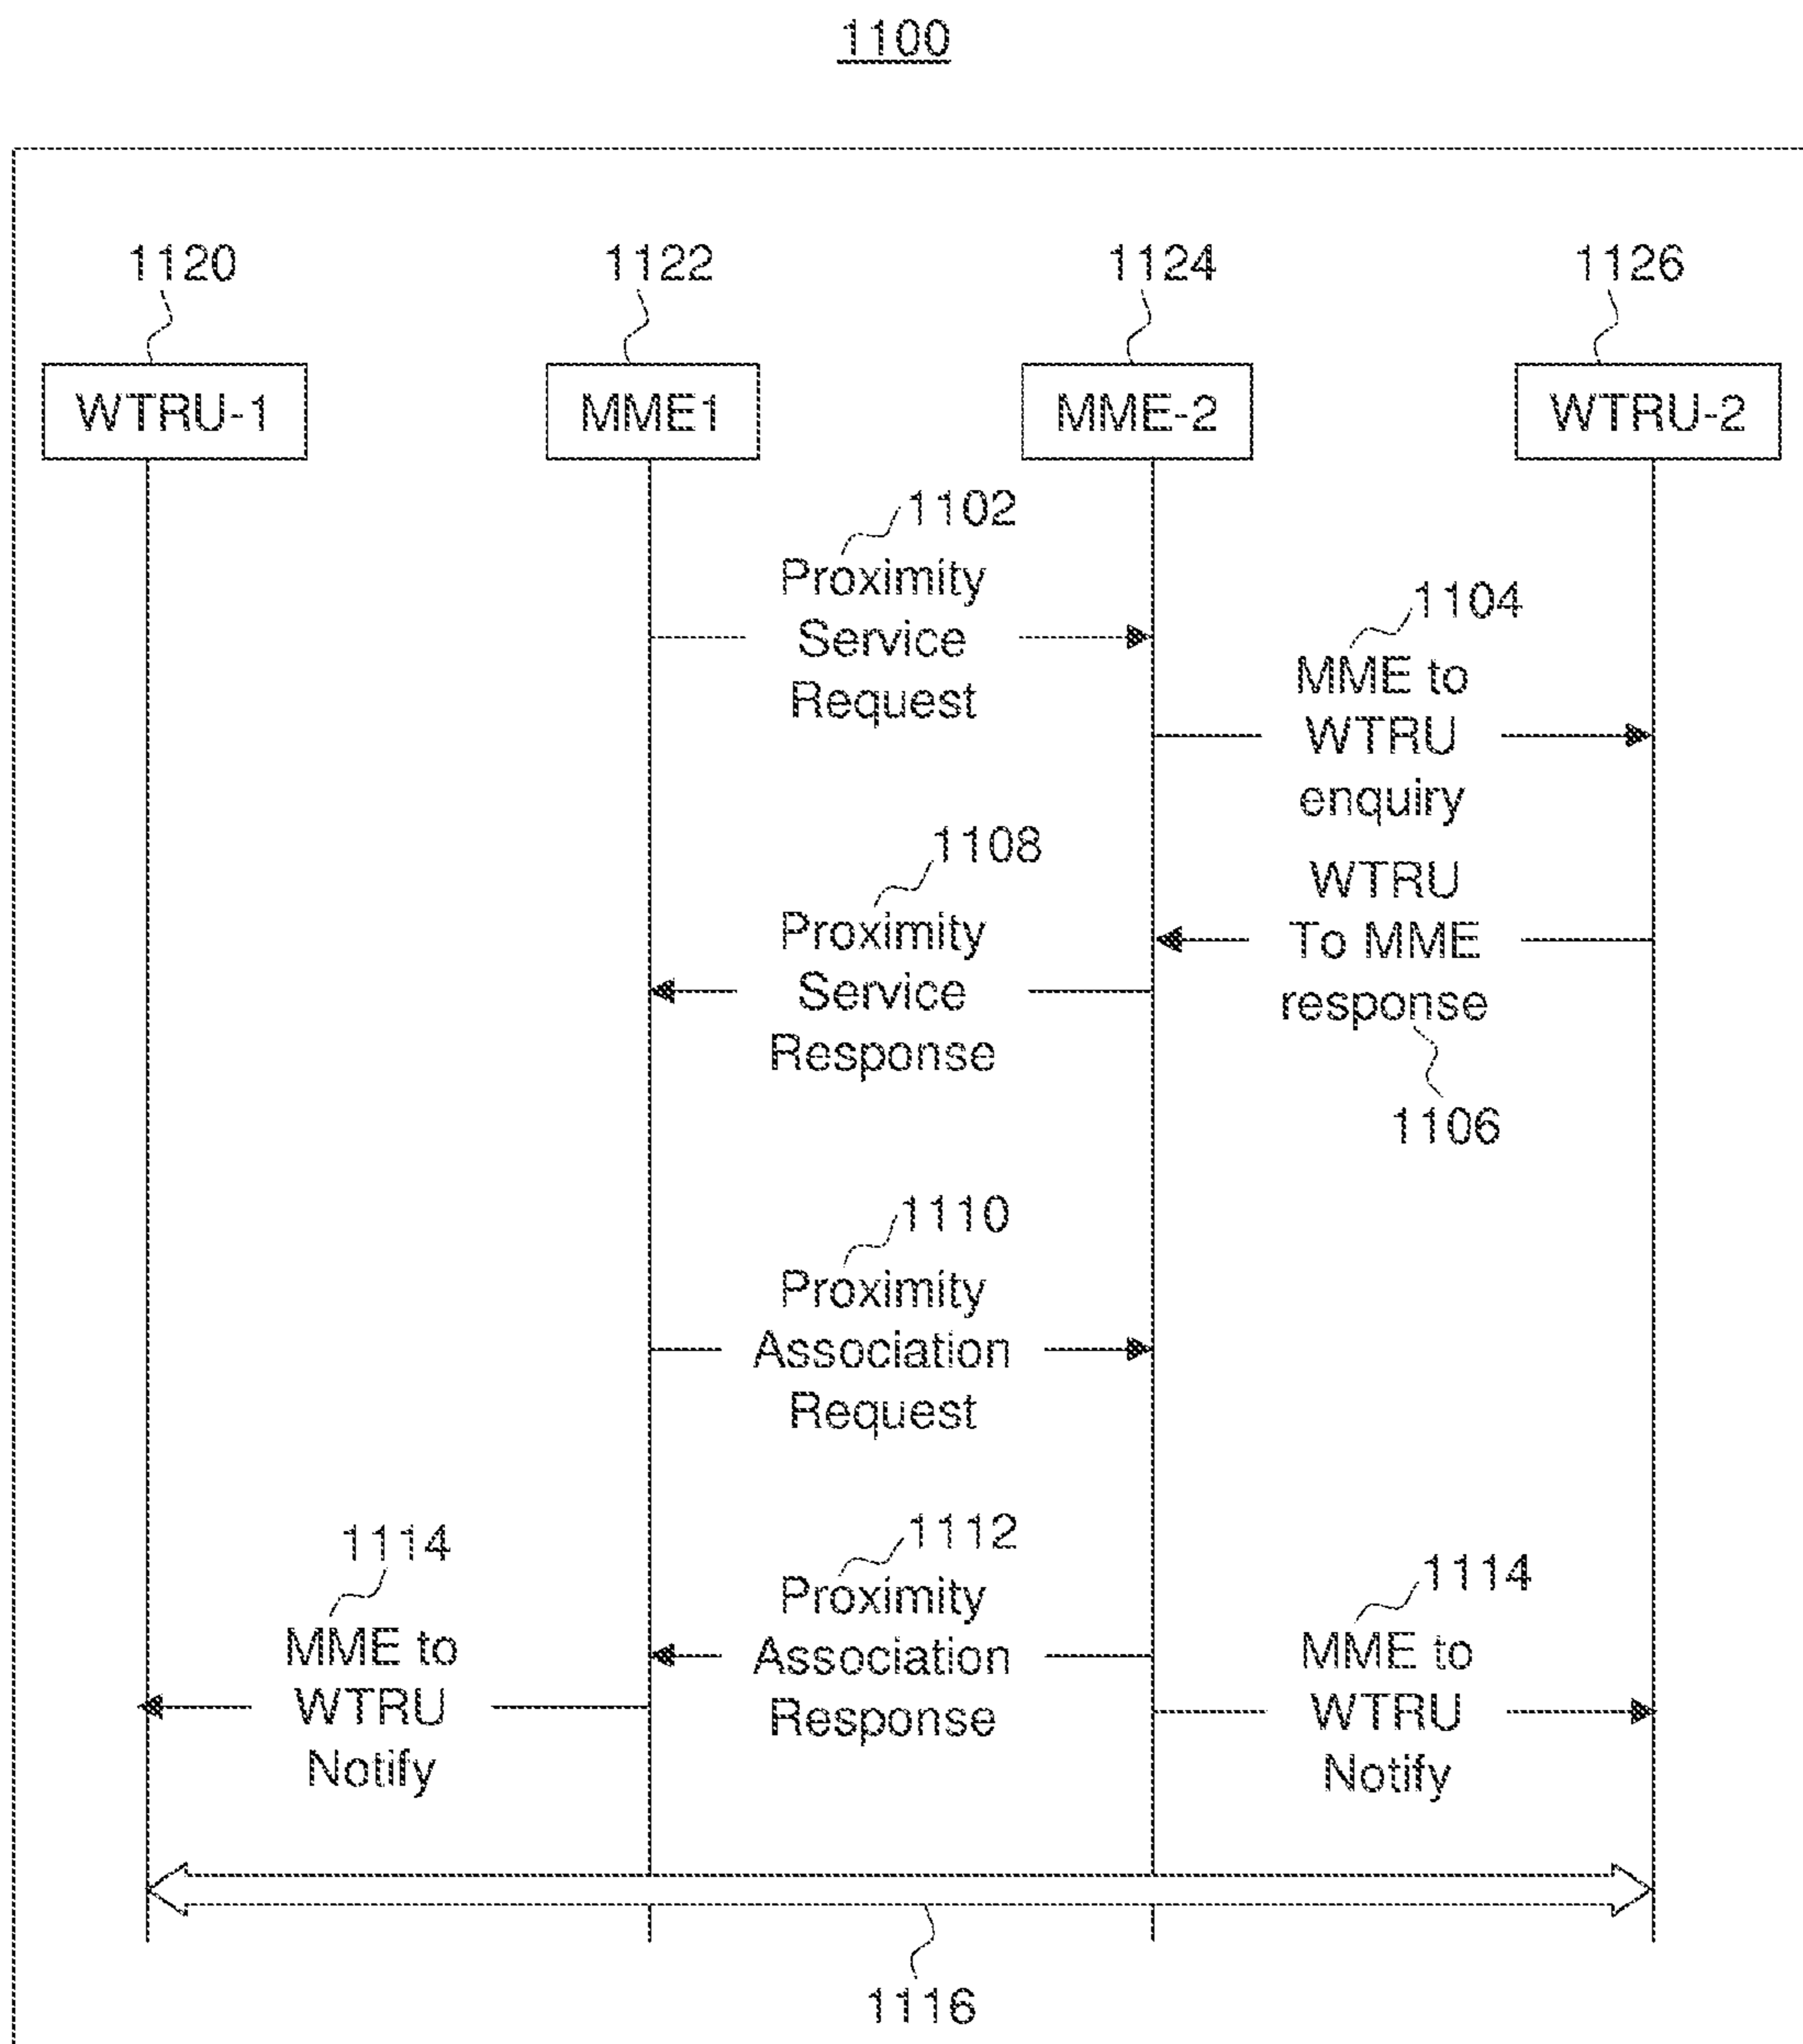 1100
1120
1122
1124
1126
WTRU-1
MME1
MME-2
WTRU-2
1102
Proximity
Service
Request
1104
MME to
WTRU
enquiry
1108
Proximity
Service
Response
WTRU
To MME
response
1106
1110
Proximity
Association
Request
1112
Proximity
Association
Response
1114
MME to
WTRU
Notify
1114
MME to
WTRU
Notify
1116